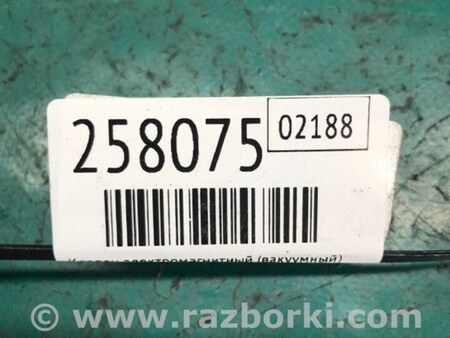 258075
02188
Клапан электромагнитный (вакуумный)
© www.razborki.com